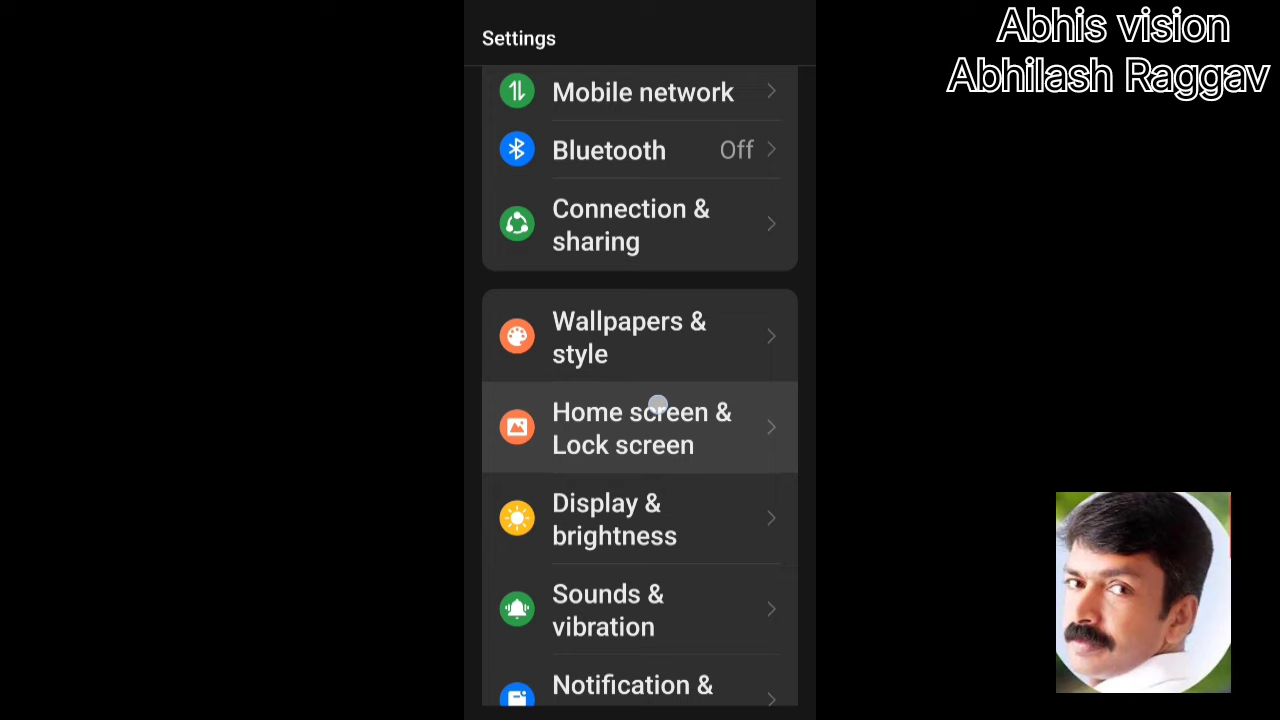 Abhis vision
Abhilash Raggav
Settings
Mobile network
Bluetooth Off
Connection &
sharing
Wallpapers &
style
Home screen &
Lock screen
Display &
brightness
Sounds &
vibration
Notification &